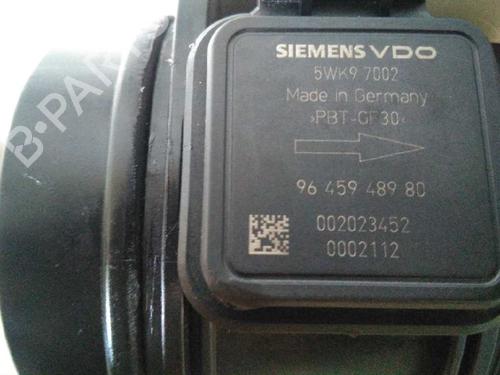 SIEMENS VDO
5WK9 7002
Made in Germany
>PBT-GF30<
96 459 489 80
002023452
0002112
B-PARTS